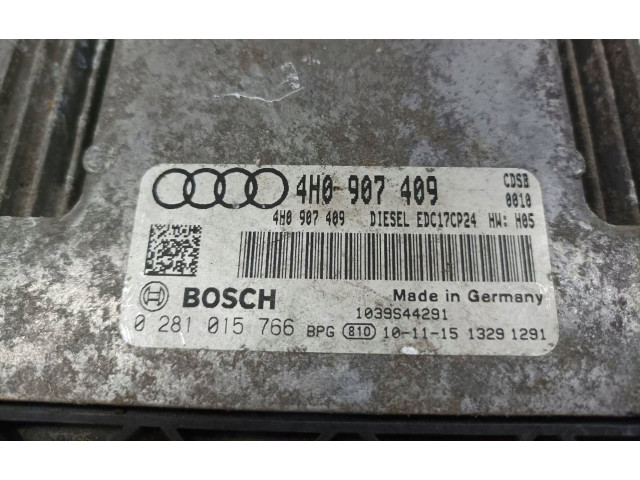 4H0 907 409 CDSB
0010
4H0 907 409 DIESEL EDC17CP24 HW: H05
BOSCH Made in Germany
1039S44291
0 281 015 766 BPG 810 10-11-15 1329 1291